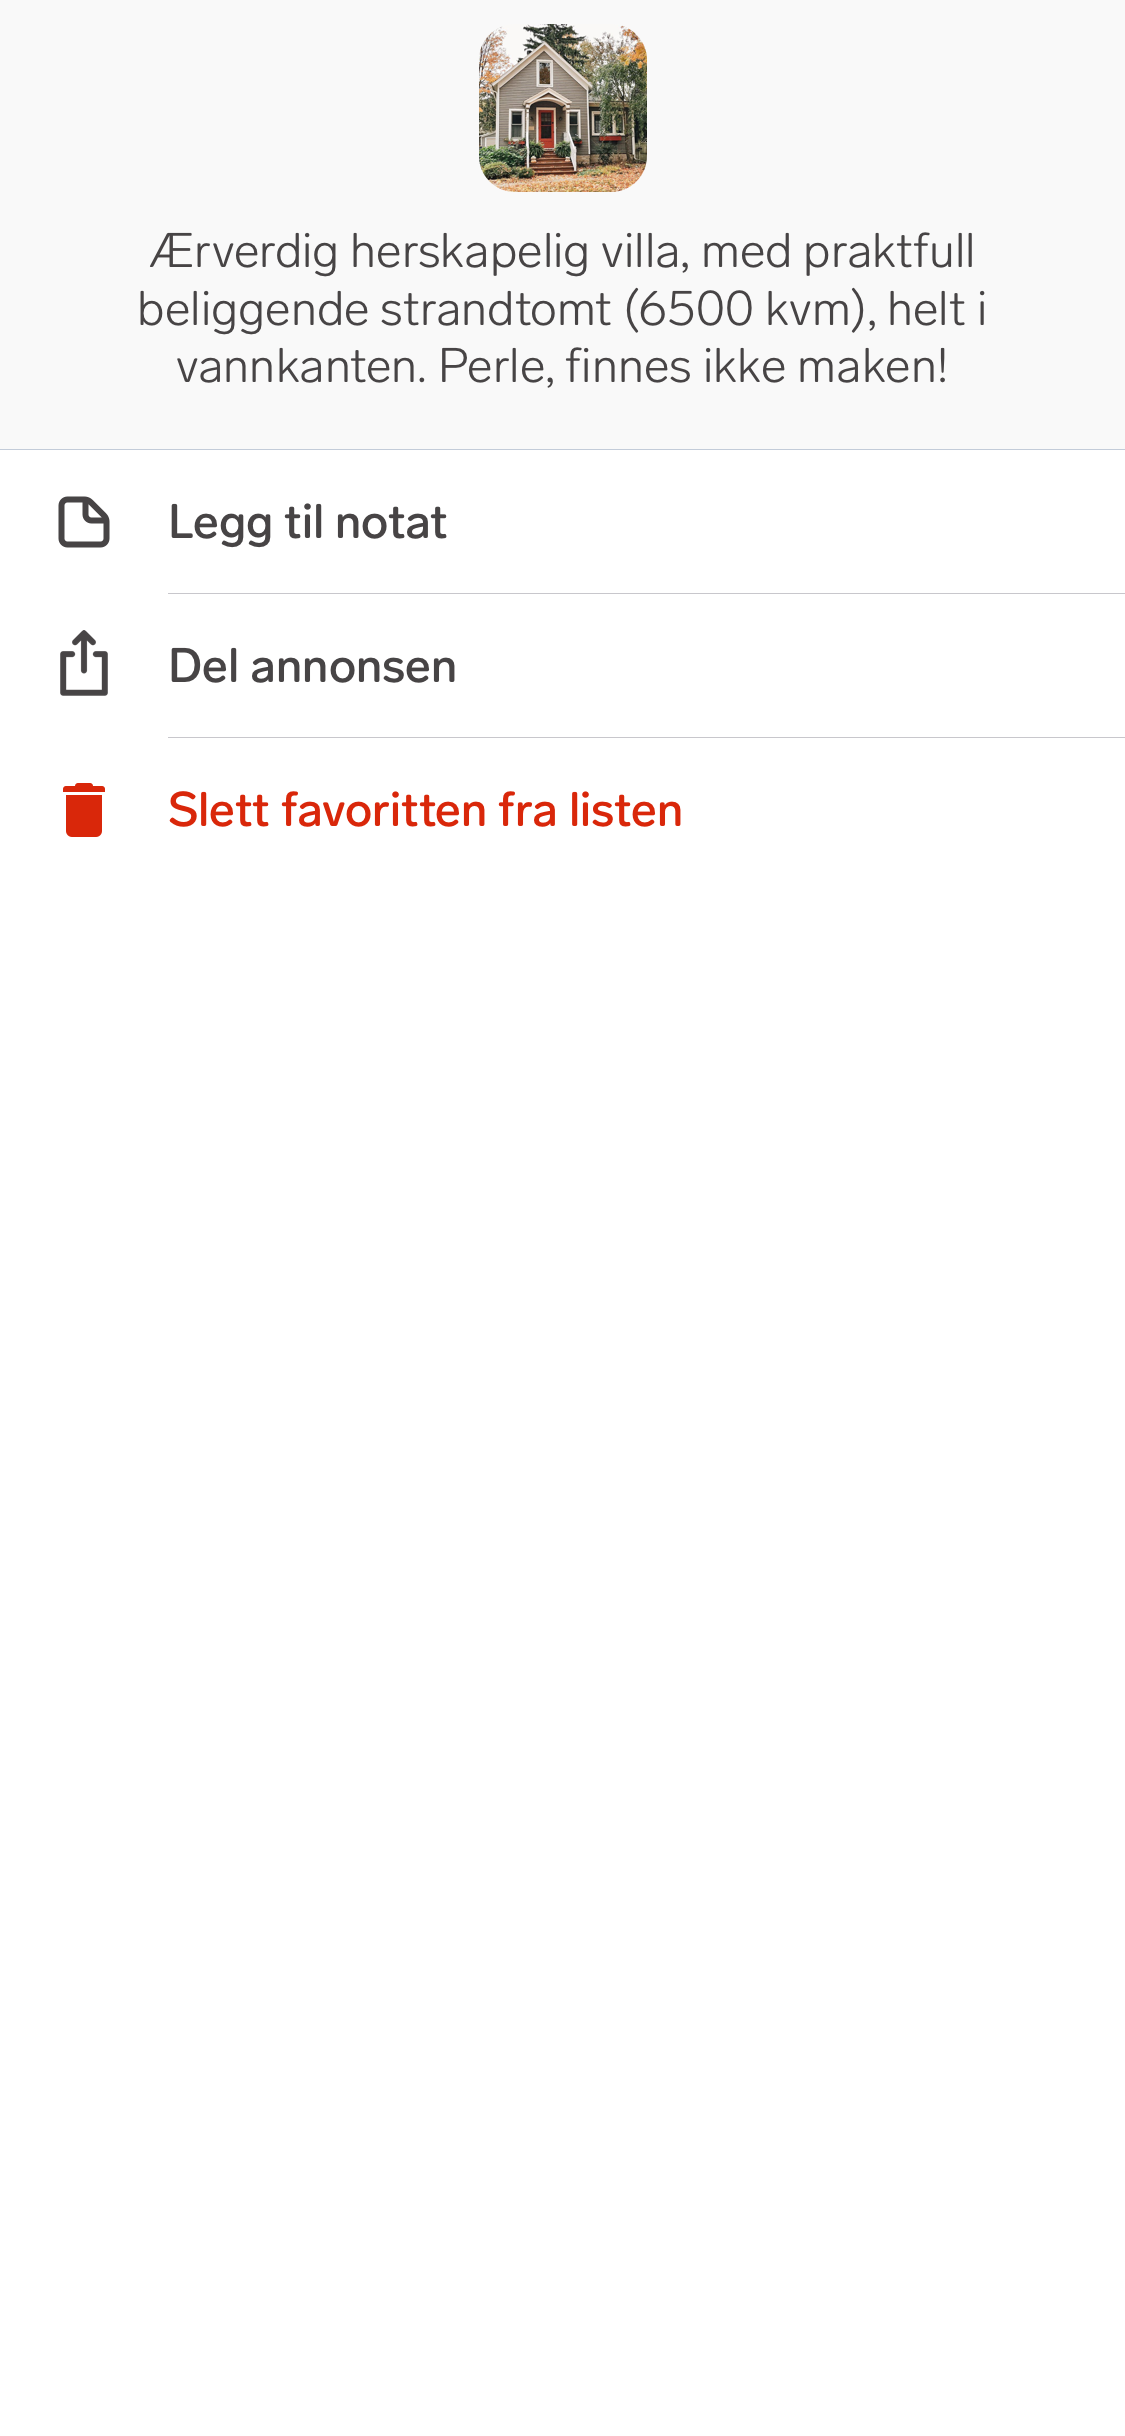 Ærverdig herskapelig villa, med praktfull
beliggende strandtomt (6500 kvm), helt i
vannkanten. Perle, finnes ikke maken!
Legg til notat
Del annonsen
Slett favoritten fra listen